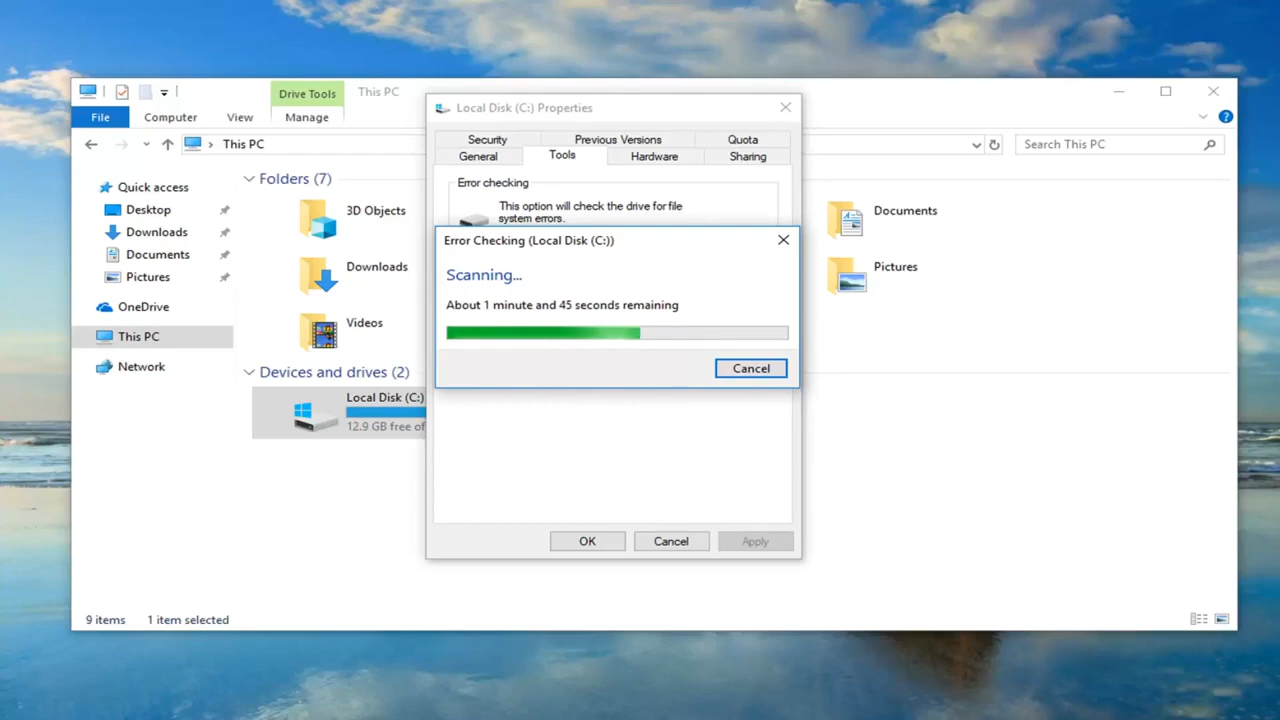 Drive Tools
This PC
File
Computer
View
Manage
This PC
Search This PC
Quick access
Desktop
Downloads
Documents
Pictures
OneDrive
This PC
Network
Folders (7)
3D Objects
Downloads
Videos
Documents
Pictures
Devices and drives (2)
Local Disk (C:)
12.9 GB free of
9 items
1 item selected
Local Disk (C:) Properties
Security
Previous Versions
Quota
General
Tools
Hardware
Sharing
Error checking
This option will check the drive for file
system errors.
Error Checking (Local Disk (C:))
Scanning...
About 1 minute and 45 seconds remaining
Cancel
OK
Cancel
Apply